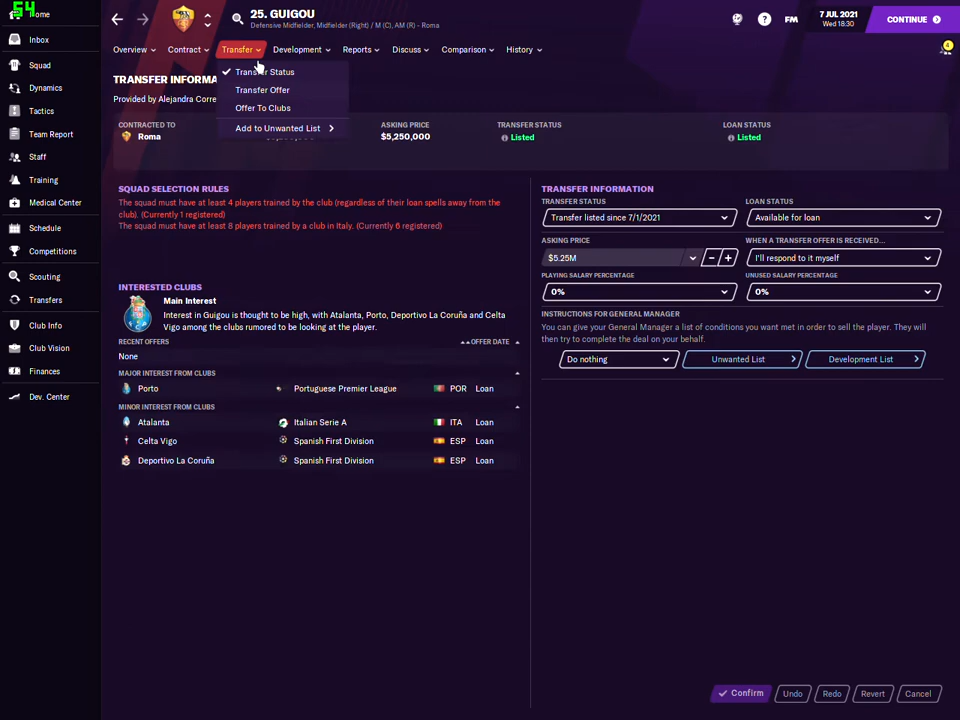 54
Home
25. GUIGOU
Defensive Midfielder, Midfielder (Right) / M (C), AM (R) - Roma
?
FM
7 JUL 2021
Wed 18:30
CONTINUE
Inbox
Squad
Dynamics
Tactics
Team Report
Staff
Training
Medical Center
Schedule
Competitions
Scouting
Transfers
Club Info
Club Vision
Finances
Dev. Center
Overview
Contract
Transfer
Development
Reports
Discuss
Comparison
History
4
Transfer Status
Transfer Offer
Offer To Clubs
Add to Unwanted List
TRANSFER INFORMA
Provided by Alejandra Corre
CONTRACTED TO
Roma
ASKING PRICE
$5,250,000
TRANSFER STATUS
Listed
LOAN STATUS
Listed
SQUAD SELECTION RULES
The squad must have at least 4 players trained by the club (regardless of their loan spells away from the
club). (Currently 1 registered)
The squad must have at least 8 players trained by a club in Italy. (Currently 6 registered)
INTERESTED CLUBS
Main Interest
Interest in Guigou is thought to be high, with Atalanta, Porto, Deportivo La Coruña and Celta
Vigo among the clubs rumored to be looking at the player.
RECENT OFFERS
OFFER DATE
None
MAJOR INTEREST FROM CLUBS
Porto Portuguese Premier League POR Loan
MINOR INTEREST FROM CLUBS
Atalanta Italian Serie A ITA Loan
Celta Vigo Spanish First Division ESP Loan
Deportivo La Coruña Spanish First Division ESP Loan
TRANSFER INFORMATION
TRANSFER STATUS
LOAN STATUS
Transfer listed since 7/1/2021
Available for loan
ASKING PRICE
WHEN A TRANSFER OFFER IS RECEIVED...
$5.25M
I'll respond to it myself
PLAYING SALARY PERCENTAGE
UNUSED SALARY PERCENTAGE
0%
0%
INSTRUCTIONS FOR GENERAL MANAGER
You can give your General Manager a list of conditions you want met in order to sell the player. They will
then try to complete the deal on your behalf.
Do nothing
Unwanted List
Development List
Confirm
Undo
Redo
Revert
Cancel